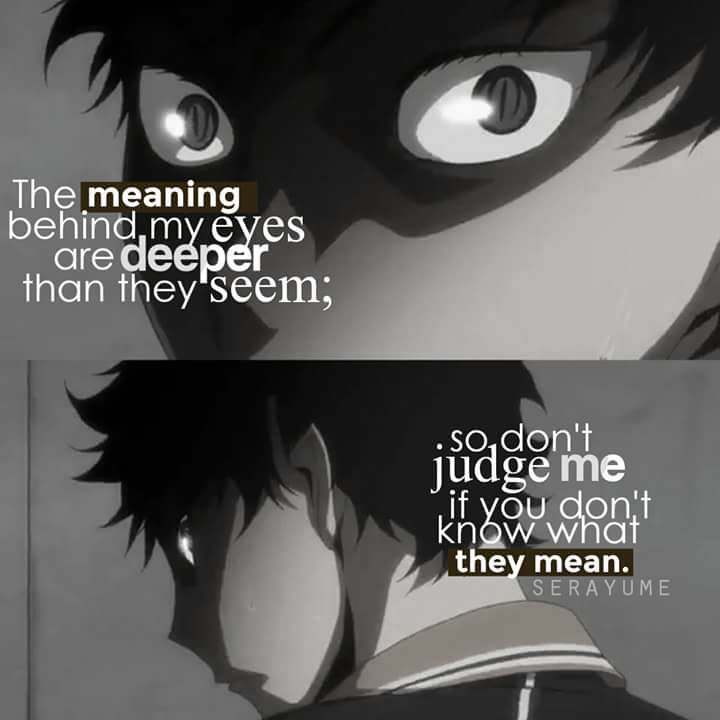 The meaning
behind my eyes
are deeper
than they seem;
so don't
judge me
if you don't
know what
they mean.
SERAYUME